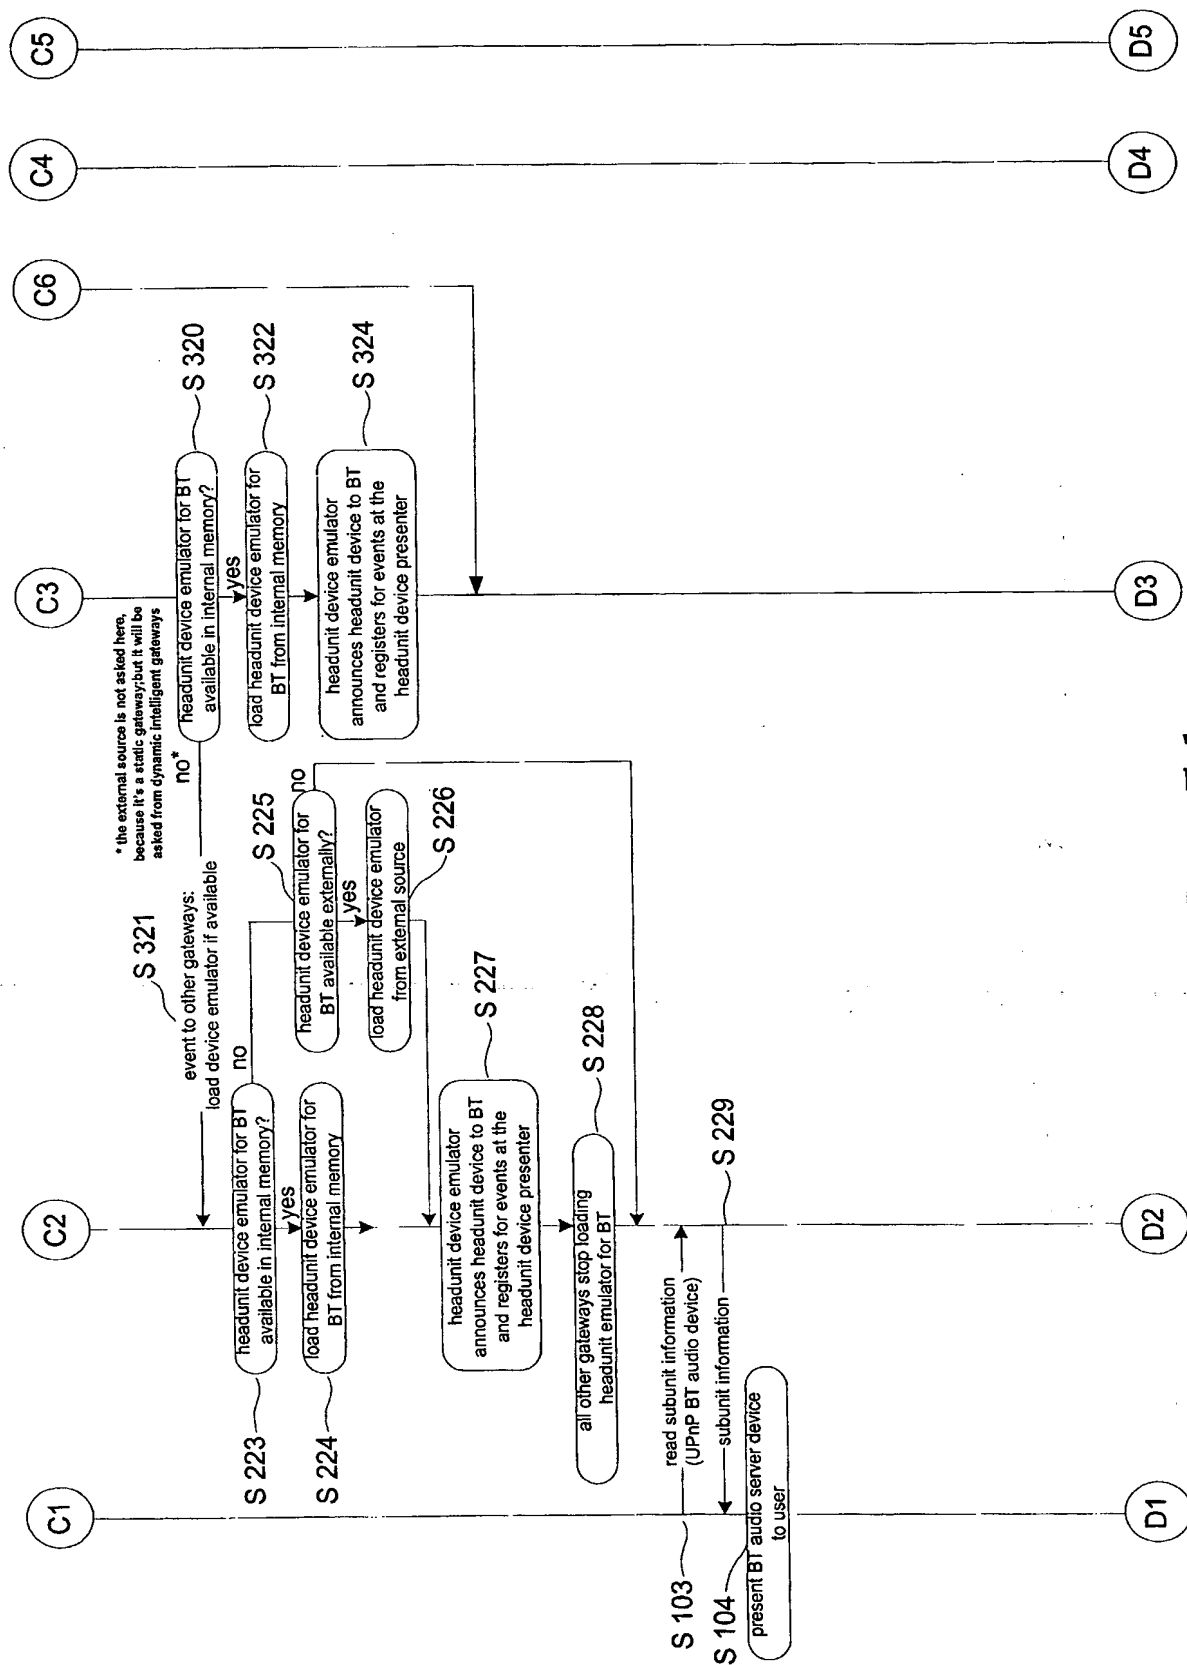 C1
C2
C3
C6
C4
C5
* the external source is not asked here,
because it's a static gateway;but it will be
asked from dynamic intelligent gateways
headunit device emulator for BT
available in internal memory?
S 320
no*
yes
S 321
event to other gateways:
load device emulator if available
load headunit device emulator for
BT from internal memory
S 322
headunit device emulator for BT
available in internal memory?
S 223
no
yes
headunit device emulator for
BT available externally?
S 225
no
yes
load headunit device emulator for
BT from internal memory
S 224
load headunit device emulator
from external source
S 226
headunit device emulator
announces headunit device to BT
and registers for events at the
headunit device presenter
S 324
headunit device emulator
announces headunit device to BT
and registers for events at the
headunit device presenter
S 227
all other gateways stop loading
headunit emulator for BT
S 228
read subunit information
(UPnP BT audio device)
S 103
subunit information
S 229
S 104
present BT audio server device
to user
D1
D2
D3
D4
D5